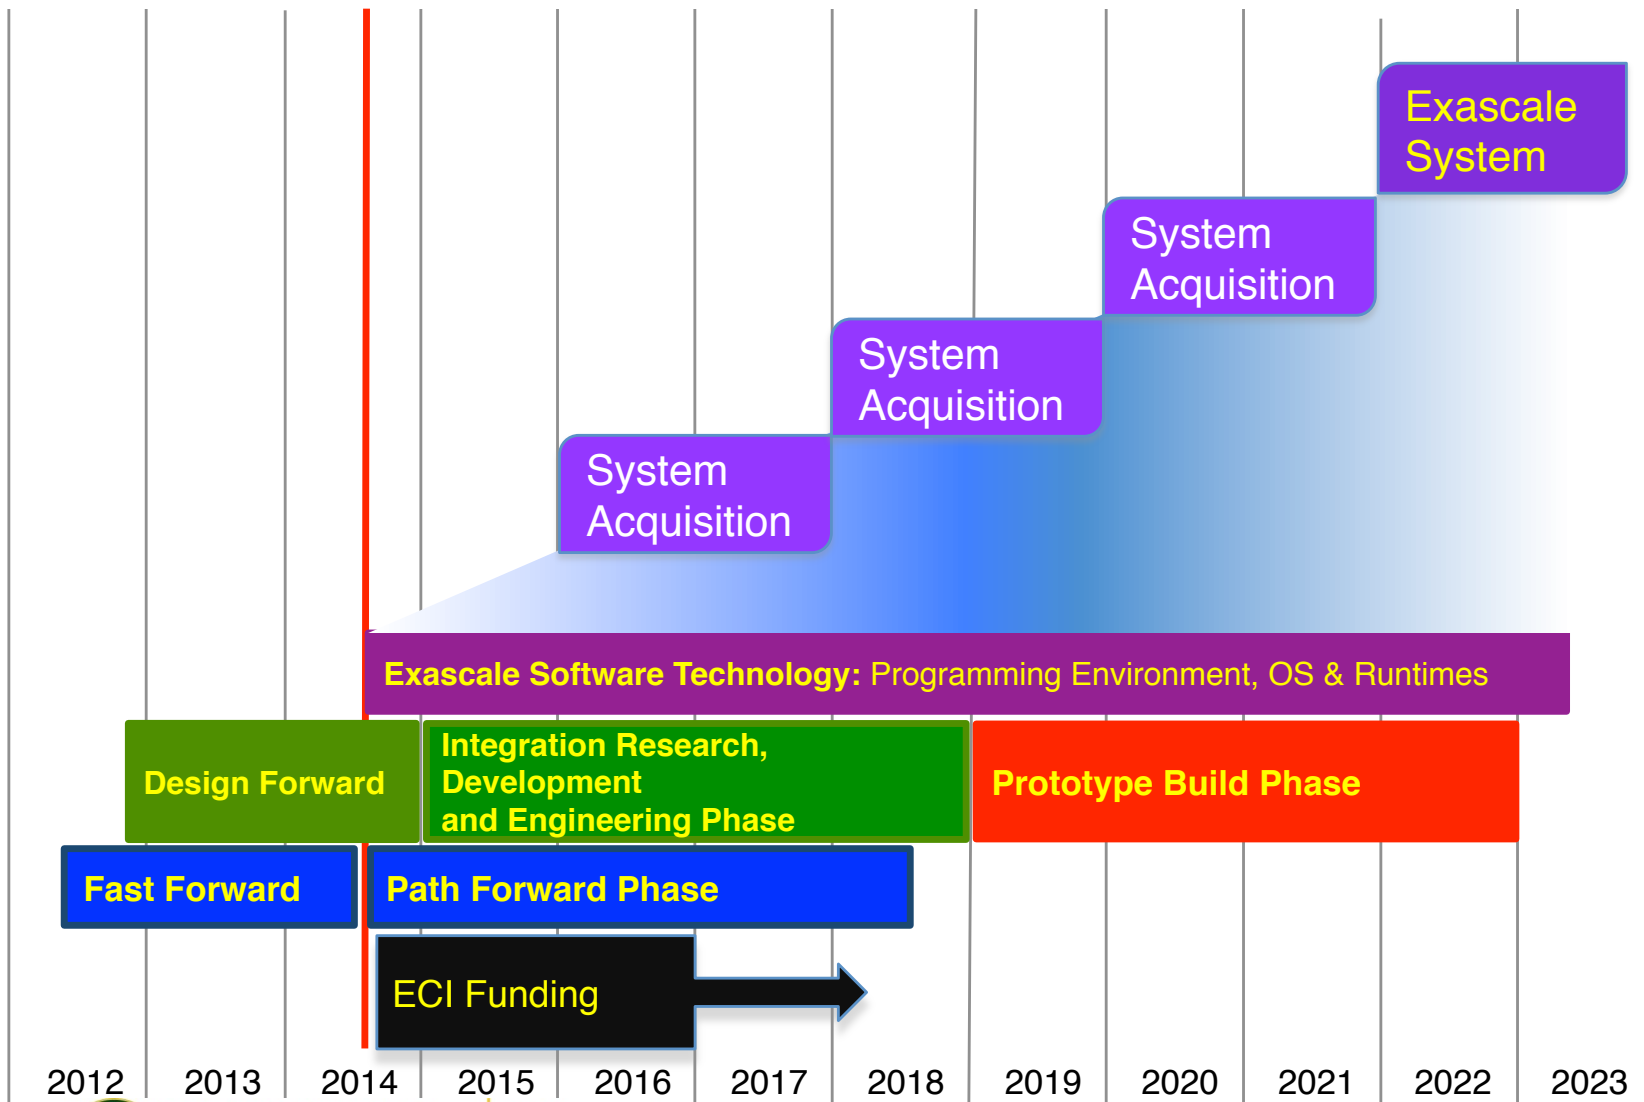 Exascale
System
System
Acquisition
System
Acquisition
System
Acquisition
Exascale Software Technology: Programming Environment, OS & Runtimes
Design Forward
Integration Research,
Development
and Engineering Phase
Prototype Build Phase
Fast Forward
Path Forward Phase
ECI Funding
2012 2013 2014 2015 2016 2017 2018 2019 2020 2021 2022 2023